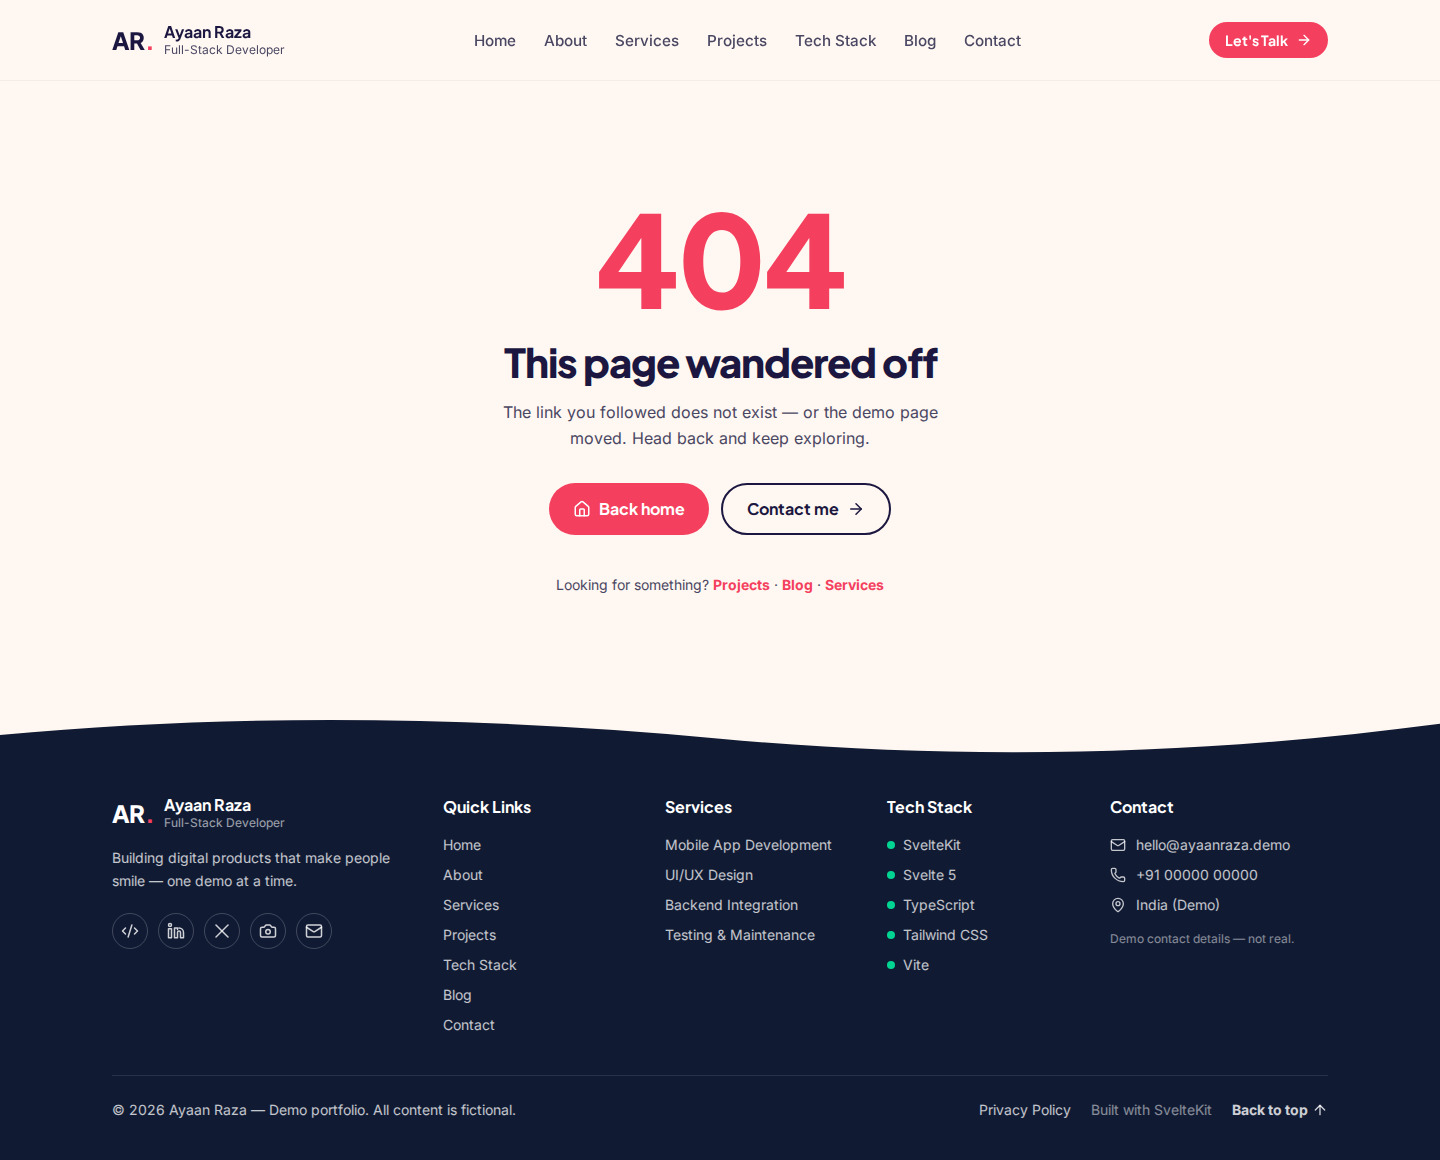 AR.
Ayaan Raza
Full-Stack Developer
Home
About
Services
Projects
Tech Stack
Blog
Contact
Let's Talk
404
This page wandered off
The link you followed does not exist — or the demo page
moved. Head back and keep exploring.
Back home
Contact me
Looking for something? Projects · Blog · Services
AR.
Ayaan Raza
Full-Stack Developer
Building digital products that make people
smile — one demo at a time.
Quick Links
Home
About
Services
Projects
Tech Stack
Blog
Contact
Services
Mobile App Development
UI/UX Design
Backend Integration
Testing & Maintenance
Tech Stack
SvelteKit
Svelte 5
TypeScript
Tailwind CSS
Vite
Contact
hello@ayaanraza.demo
+91 00000 00000
India (Demo)
Demo contact details — not real.
© 2026 Ayaan Raza — Demo portfolio. All content is fictional.
Privacy Policy
Built with SvelteKit
Back to top